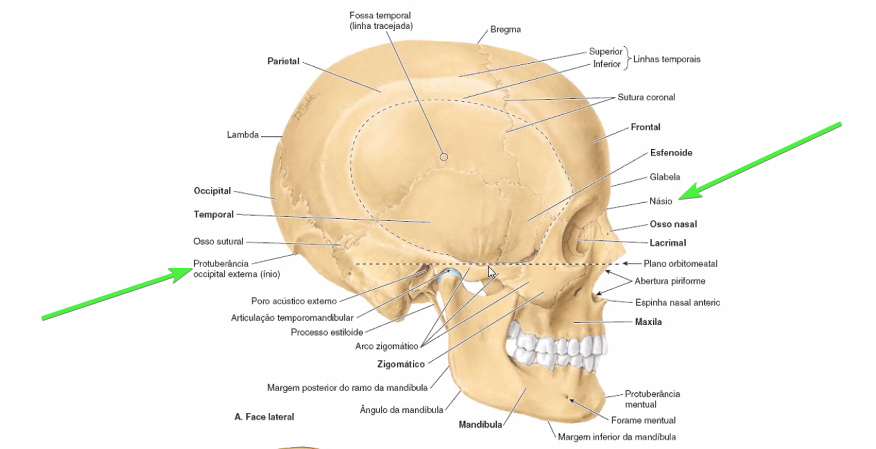 Fossa temporal
(linha tracejada)
Bregma
Superior
Inferior
Linhas temporais
Parietal
Sutura coronal
Frontal
Lambda
Esfenoide
Glabela
Occipital
Násio
Temporal
Osso nasal
Osso sutural
Lacrimal
Protuberância
occipital externa (ínio)
Plano orbitomeatal
Abertura piriforme
Poro acústico externo
Espinha nasal anteric
Articulação temporomandibular
Maxila
Processo estiloide
Arco zigomático
Zigomático
Margem posterior do ramo da mandíbula
Protuberância
mentual
Ângulo da mandíbula
A. Face lateral
Forame mentual
Mandíbula
Margem inferior da mandíbula